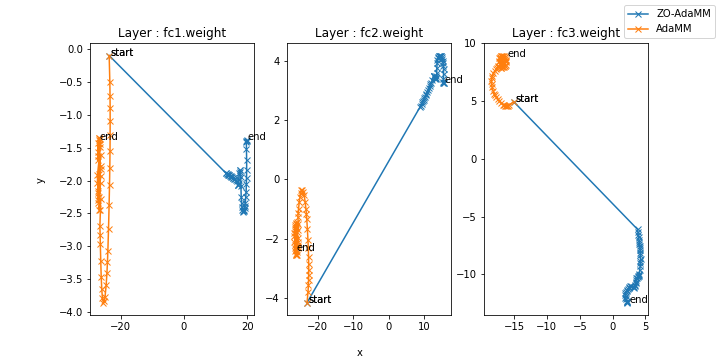 ZO-AdaMM
AdaMM
Layer : fc1.weight
Layer : fc2.weight
Layer : fc3.weight
0.0
−0.5
−1.0
−1.5
−2.0
−2.5
−3.0
−3.5
−4.0
y
start
end
end
−20
0
20
4
2
0
−2
−4
end
end
start
−20
−10
0
10
x
10
5
0
−5
−10
end
start
end
−15
−10
−5
0
5